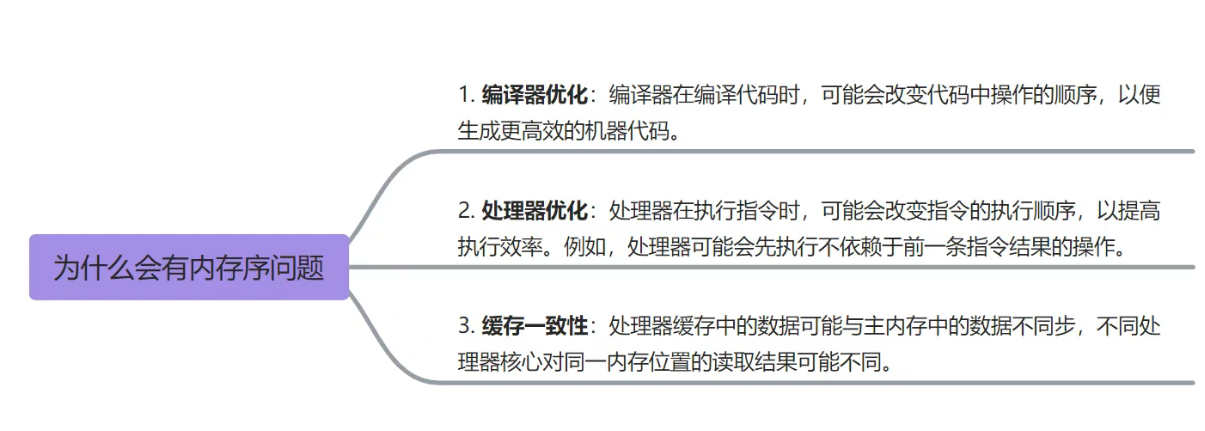 为什么会有内存序问题
1. 编译器优化：编译器在编译代码时，可能会改变代码中操作的顺序，以便
生成更高效的机器代码。
2. 处理器优化：处理器在执行指令时，可能会改变指令的执行顺序，以提高
执行效率。例如，处理器可能会先执行不依赖于前一条指令结果的操作。
3. 缓存一致性：处理器缓存中的数据可能与主内存中的数据不同步，不同处
理器核心对同一内存位置的读取结果可能不同。